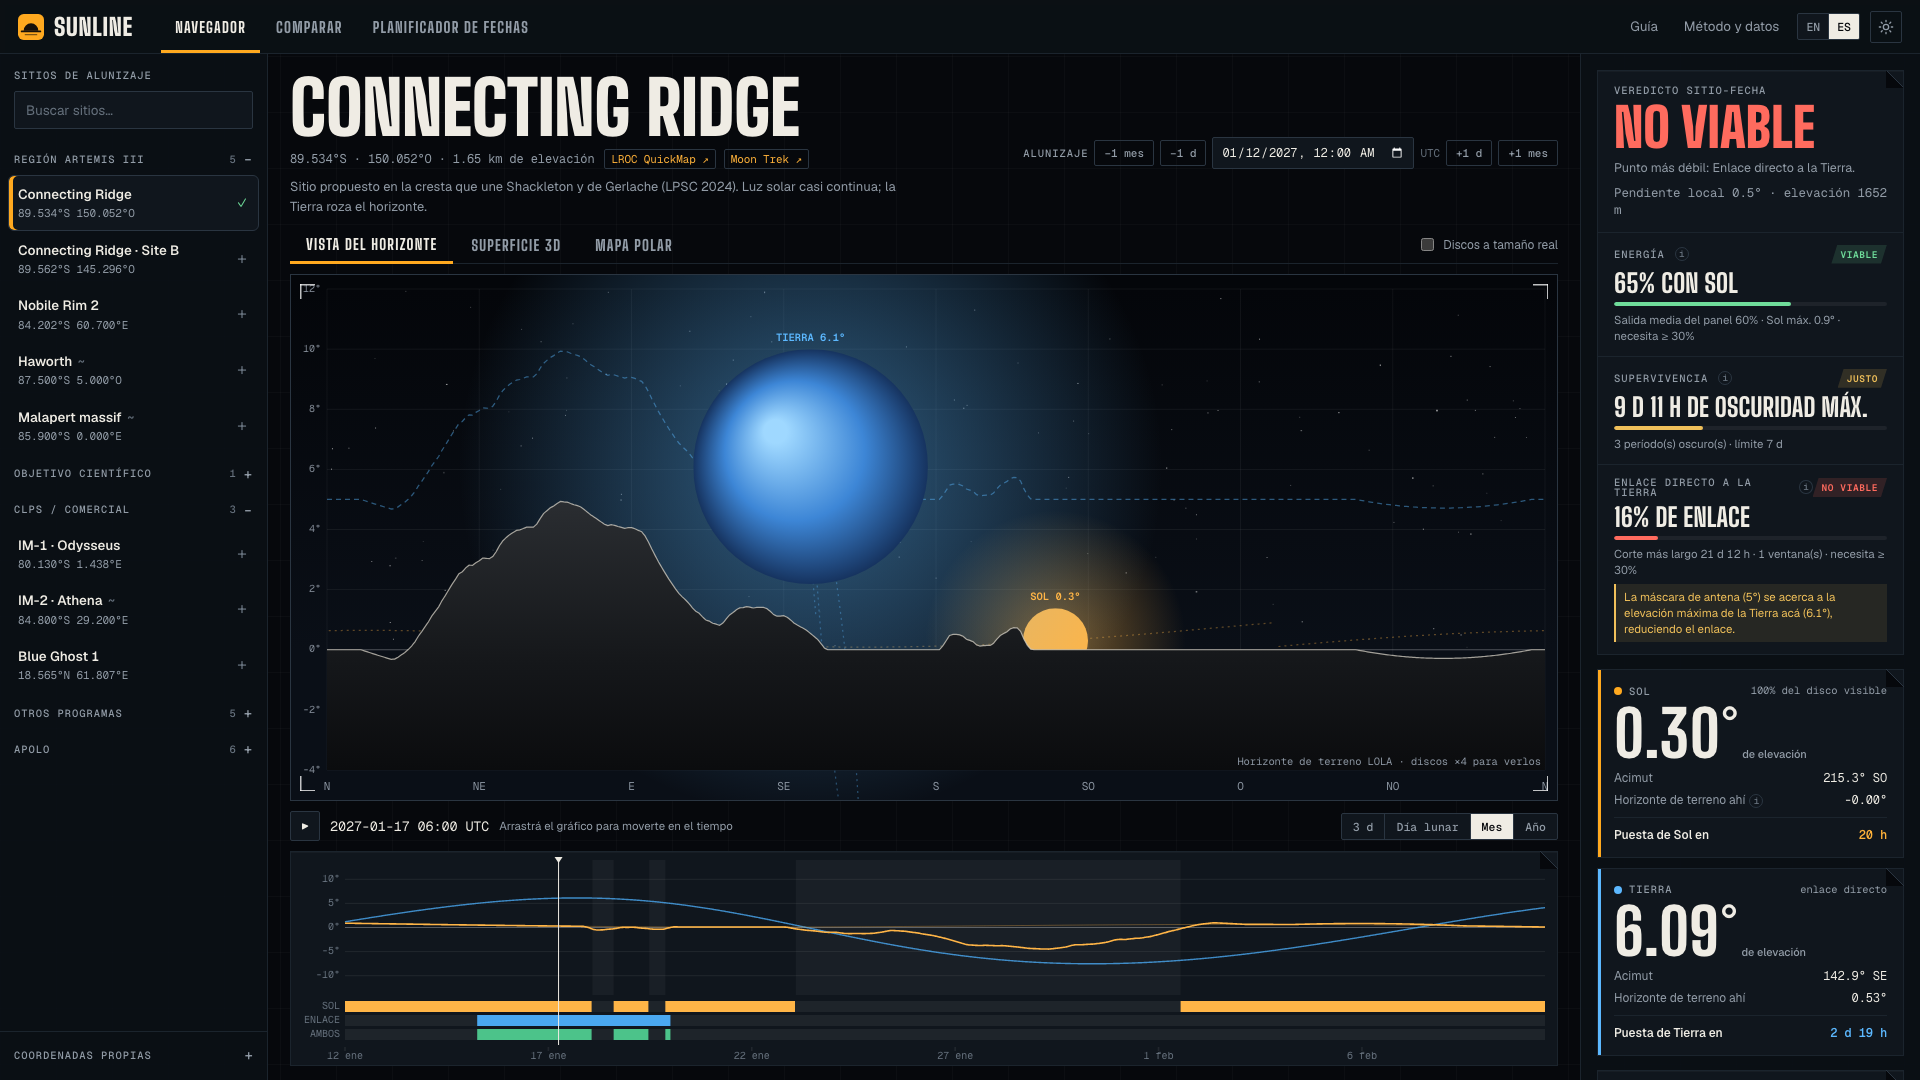 SUNLINE
NAVEGADOR
COMPARAR
PLANIFICADOR DE FECHAS
Guía
Método y datos
EN
ES
SITIOS DE ALUNIZAJE
Buscar sitios…
REGIÓN ARTEMIS III 5 −
Connecting Ridge
89.534°S 150.052°O
✓
Connecting Ridge · Site B
89.562°S 145.296°O
+
Nobile Rim 2
84.202°S 60.700°E
+
Haworth ~
87.500°S 5.000°O
+
Malapert massif ~
85.900°S 0.000°E
+
OBJETIVO CIENTÍFICO 1 +
CLPS / COMERCIAL 3 −
IM-1 · Odysseus
80.130°S 1.438°E
+
IM-2 · Athena ~
84.800°S 29.200°E
+
Blue Ghost 1
18.565°N 61.807°E
+
OTROS PROGRAMAS 5 +
APOLO 6 +
COORDENADAS PROPIAS +
CONNECTING RIDGE
89.534°S · 150.052°O · 1.65 km de elevación
LROC QuickMap ↗
Moon Trek ↗
Sitio propuesto en la cresta que une Shackleton y de Gerlache (LPSC 2024). Luz solar casi continua; la
Tierra roza el horizonte.
ALUNIZAJE
−1 mes
−1 d
01/12/2027, 12:00 AM
UTC
+1 d
+1 mes
VISTA DEL HORIZONTE
SUPERFICIE 3D
MAPA POLAR
Discos a tamaño real
12°
10°
8°
6°
4°
2°
0°
−2°
−4°
TIERRA 6.1°
SOL 0.3°
Horizonte de terreno LOLA · discos ×4 para verlos
N NE E SE S SO O NO N
▶
2027-01-17 06:00 UTC
Arrastrá el gráfico para moverte en el tiempo
3 d
Día lunar
Mes
Año
10°
5°
0°
−5°
−10°
SOL
ENLACE
AMBOS
12 ene 17 ene 22 ene 27 ene 1 feb 6 feb
VEREDICTO SITIO-FECHA
NO VIABLE
Punto más débil: Enlace directo a la Tierra.
Pendiente local 0.5° · elevación 1652
m
ENERGÍA i
VIABLE
65% CON SOL
Salida media del panel 60% · Sol máx. 0.9° ·
necesita ≥ 30%
SUPERVIVENCIA i
JUSTO
9 D 11 H DE OSCURIDAD MÁX.
3 período(s) oscuro(s) · límite 7 d
ENLACE DIRECTO A LA
TIERRA
i
NO VIABLE
16% DE ENLACE
Corte más largo 21 d 12 h · 1 ventana(s) · necesita ≥
30%
La máscara de antena (5°) se acerca a la
elevación máxima de la Tierra acá (6.1°),
reduciendo el enlace.
SOL
100% del disco visible
0.30° de elevación
Acimut 215.3° SO
Horizonte de terreno ahí i −0.00°
Puesta de Sol en 20 h
TIERRA
enlace directo
6.09° de elevación
Acimut 142.9° SE
Horizonte de terreno ahí 0.53°
Puesta de Tierra en 2 d 19 h